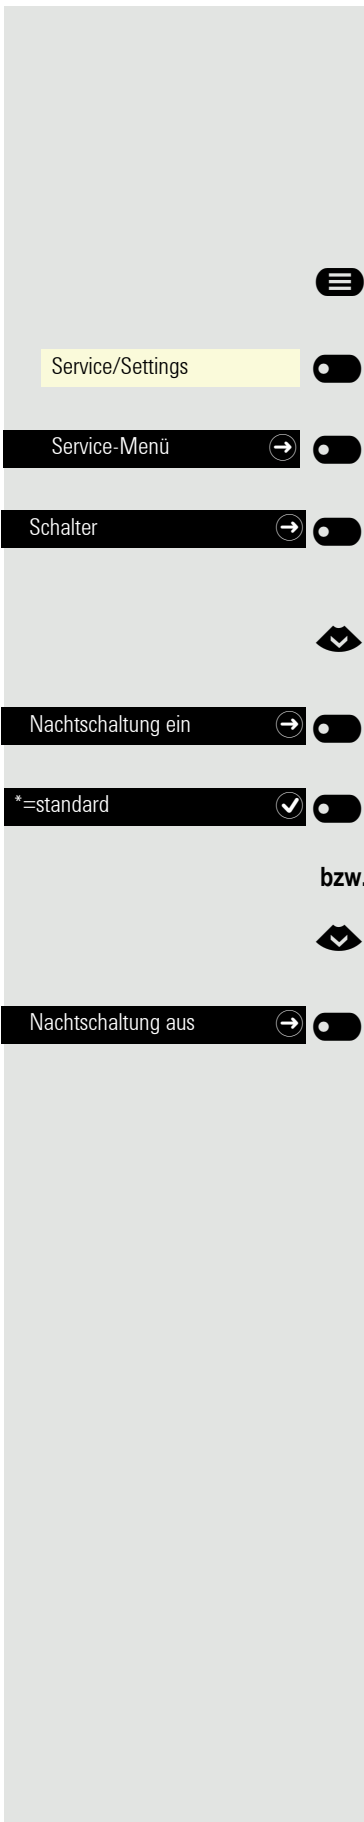 Service/Settings
Service-Menü
Schalter
Nachtschaltung ein
*=standard
bzw.
Nachtschaltung aus